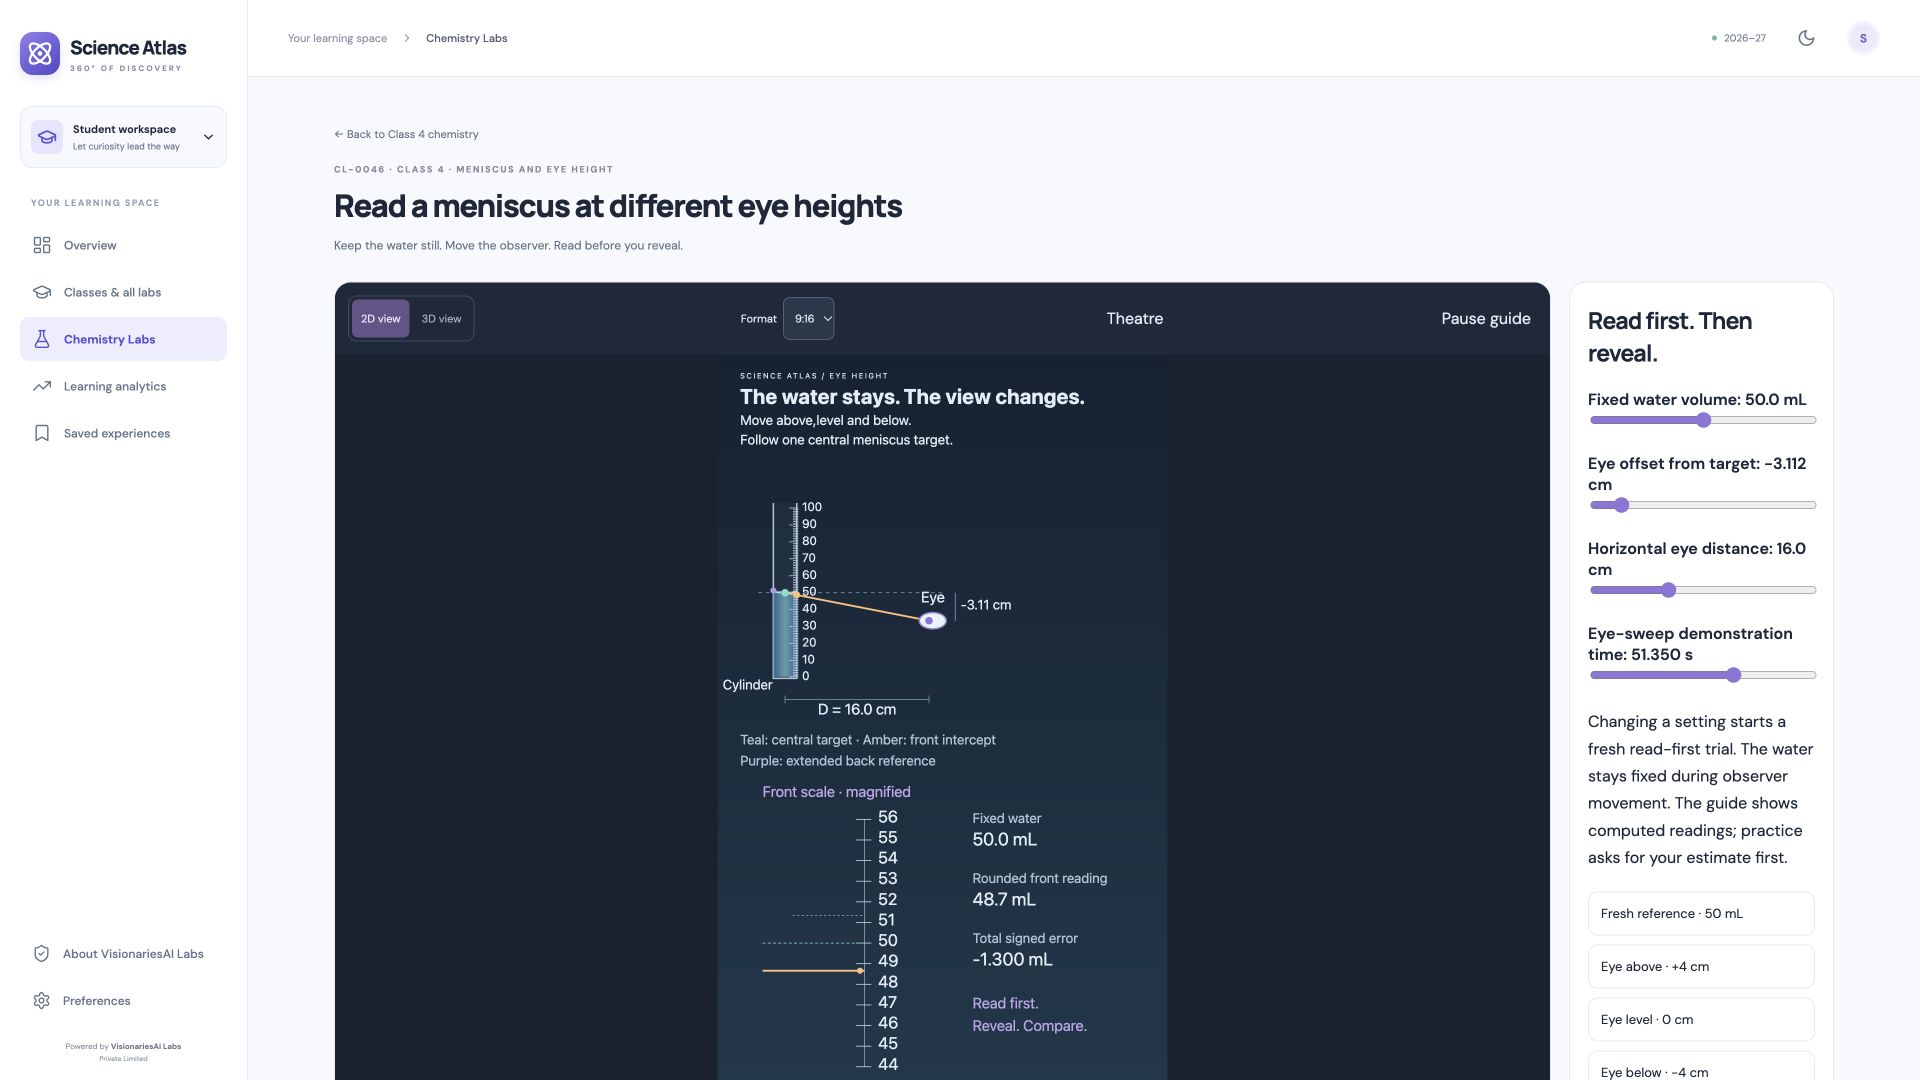 Science Atlas
360° OF DISCOVERY
Student workspace
Let curiosity lead the way
YOUR LEARNING SPACE
Overview
Classes & all labs
Chemistry Labs
Learning analytics
Saved experiences
About VisionariesAI Labs
Preferences
Powered by VisionariesAI Labs
Private Limited
Your learning space
Chemistry Labs
2026–27
S
← Back to Class 4 chemistry
CL-0046 · CLASS 4 · MENISCUS AND EYE HEIGHT
Read a meniscus at different eye heights
Keep the water still. Move the observer. Read before you reveal.
2D view
3D view
Format
9:16
Theatre
Pause guide
SCIENCE ATLAS / EYE HEIGHT
The water stays. The view changes.
Move above,level and below.
Follow one central meniscus target.
100
90
80
70
60
50
40
30
20
10
0
Eye
-3.11 cm
Cylinder
D = 16.0 cm
Teal: central target · Amber: front intercept
Purple: extended back reference
Front scale · magnified
56
55
54
53
52
51
50
49
48
47
46
45
44
Fixed water
50.0 mL
Rounded front reading
48.7 mL
Total signed error
-1.300 mL
Read first.
Reveal. Compare.
Read first. Then
reveal.
Fixed water volume: 50.0 mL
Eye offset from target: -3.112
cm
Horizontal eye distance: 16.0
cm
Eye-sweep demonstration
time: 51.350 s
Changing a setting starts a
fresh read-first trial. The water
stays fixed during observer
movement. The guide shows
computed readings; practice
asks for your estimate first.
Fresh reference · 50 mL
Eye above · +4 cm
Eye level · 0 cm
Eye below · -4 cm